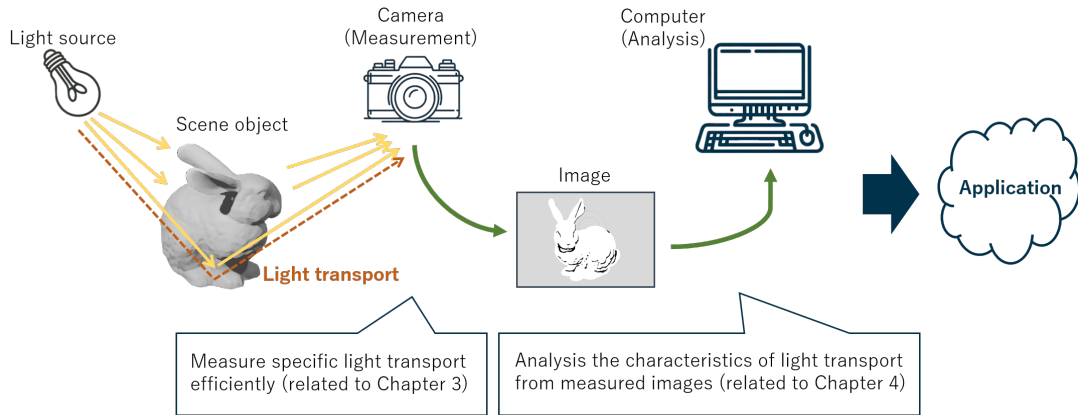 Light source
Camera
(Measurement)
Computer
(Analysis)
Scene object
Image
Application
Light transport
Measure specific light transport
efficiently (related to Chapter 3)
Analysis the characteristics of light transport
from measured images (related to Chapter 4)